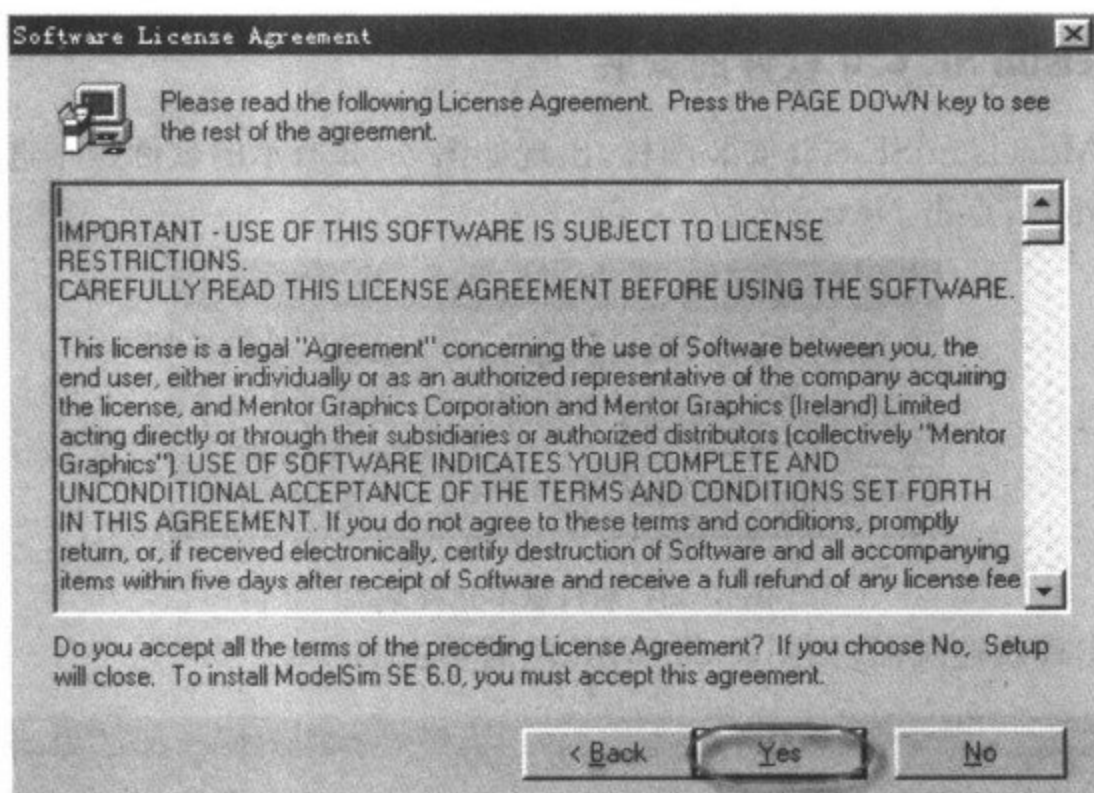 Software License Agreement
Please read the following License Agreement. Press the PAGE DOWN key to see
the rest of the agreement.
IMPORTANT - USE OF THIS SOFTWARE IS SUBJECT TO LICENSE
RESTRICTIONS.
CAREFULLY READ THIS LICENSE AGREEMENT BEFORE USING THE SOFTWARE.
This license is a legal "Agreement" concerning the use of Software between you, the
end user, either individually or as an authorized representative of the company acquiring
the license, and Mentor Graphics Corporation and Mentor Graphics (Ireland) Limited
acting directly or through their subsidiaries or authorized distributors (collectively "Mentor
Graphics"). USE OF SOFTWARE INDICATES YOUR COMPLETE AND
UNCONDITIONAL ACCEPTANCE OF THE TERMS AND CONDITIONS SET FORTH
IN THIS AGREEMENT. If you do not agree to these terms and conditions, promptly
return, or, if received electronically, certify destruction of Software and all accompanying
items within five days after receipt of Software and receive a full refund of any license fee
Do you accept all the terms of the preceding License Agreement? If you choose No, Setup
will close. To install ModelSim SE 6.0, you must accept this agreement.
< Back Yes No